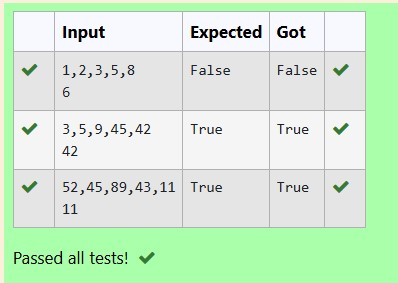 Input Expected Got
1,2,3,5,8 False False
6
3,5,9,45,42 True True
42
52,45,89,43,11 True True
11
Passed all tests!